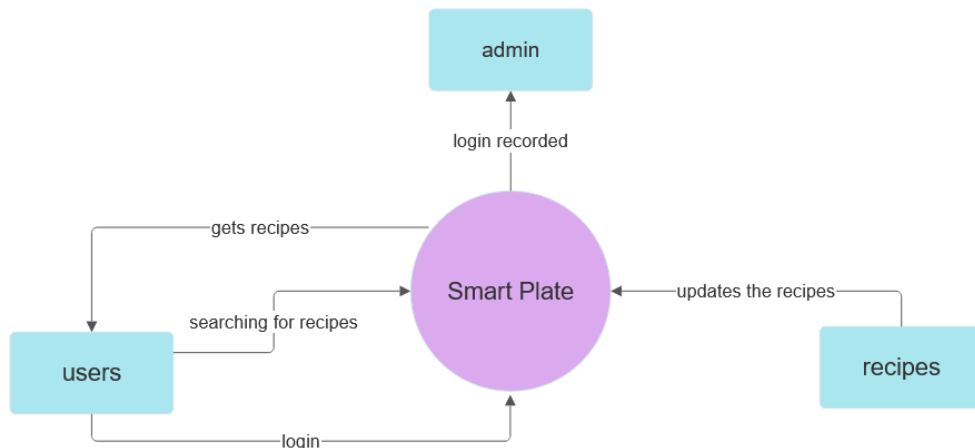 admin
login recorded
gets recipes
Smart Plate
updates the recipes
searching for recipes
users
recipes
login